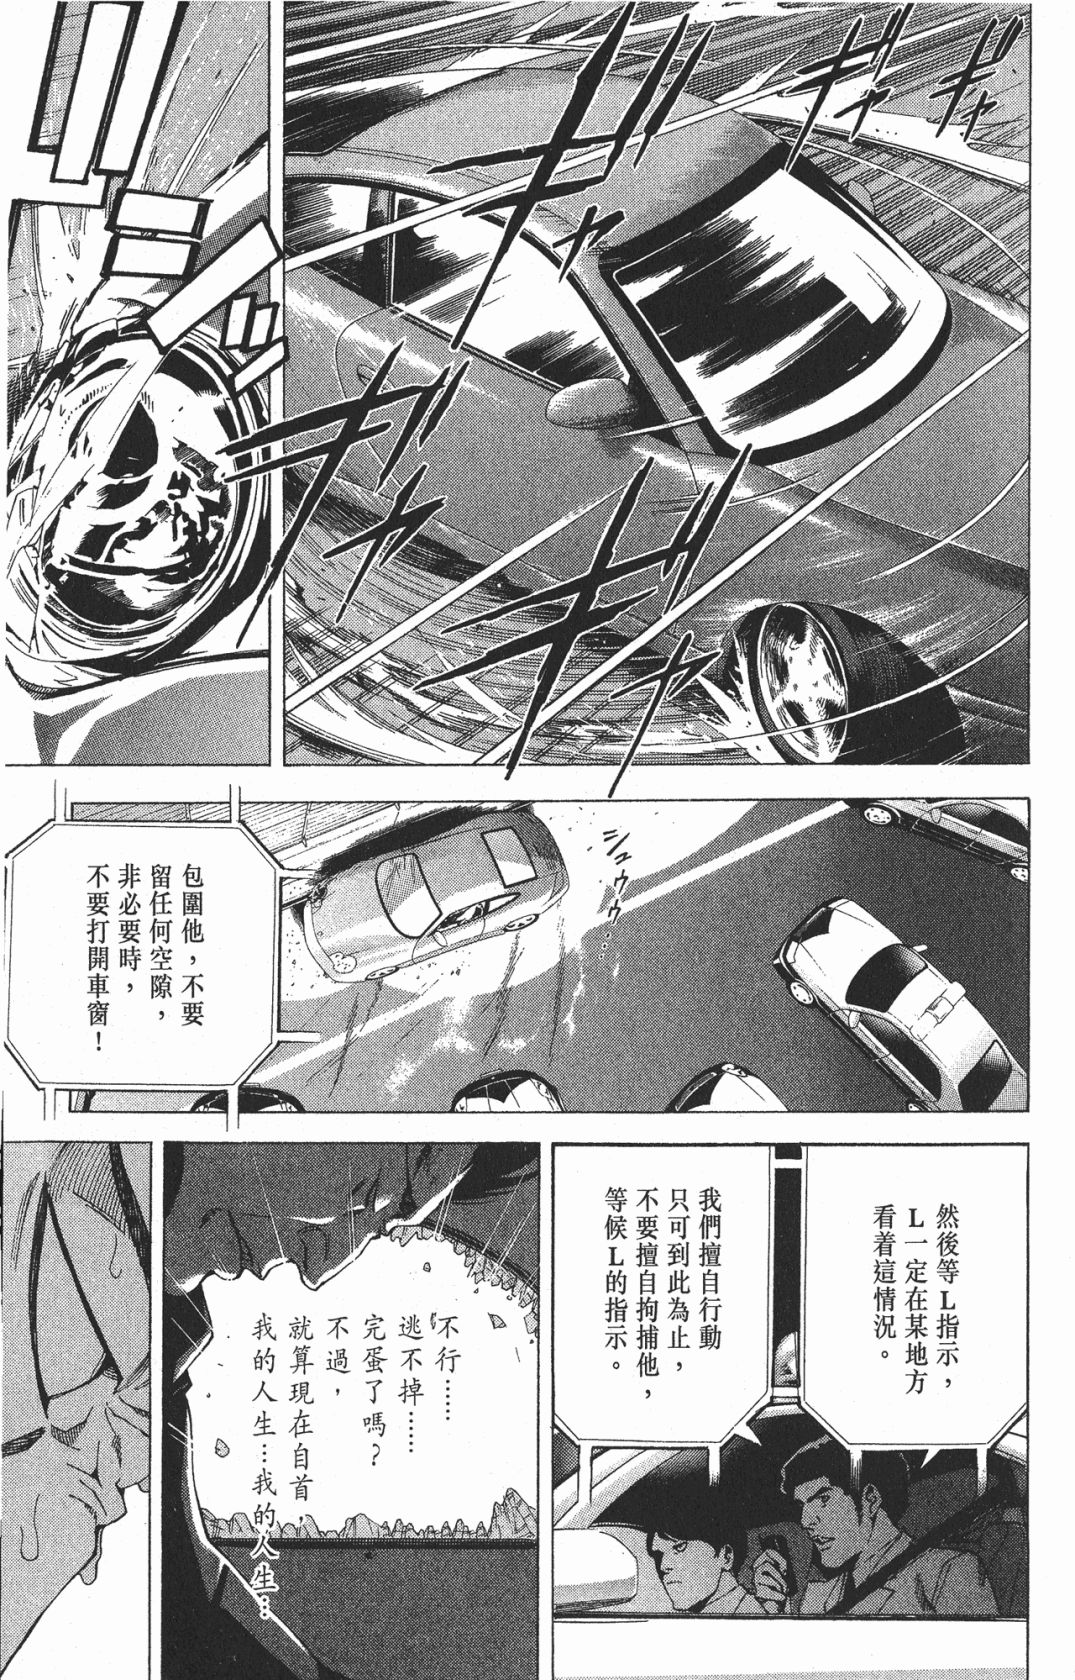 ギャギャ
ギャギャ
ギャギャ
シュウゥゥ…
包圍他，不要
留任何空隙，
非必要時，
不要打開車窗！
然後等L指示，
L一定在某地方
看着這情況。
我們擅自行動
只可到此為止，
不要擅自拘捕他，
等候L的指示。
不行……
逃不掉……
完蛋了嗎？
不過，
就算現在自首，
我的人生…我的人生…